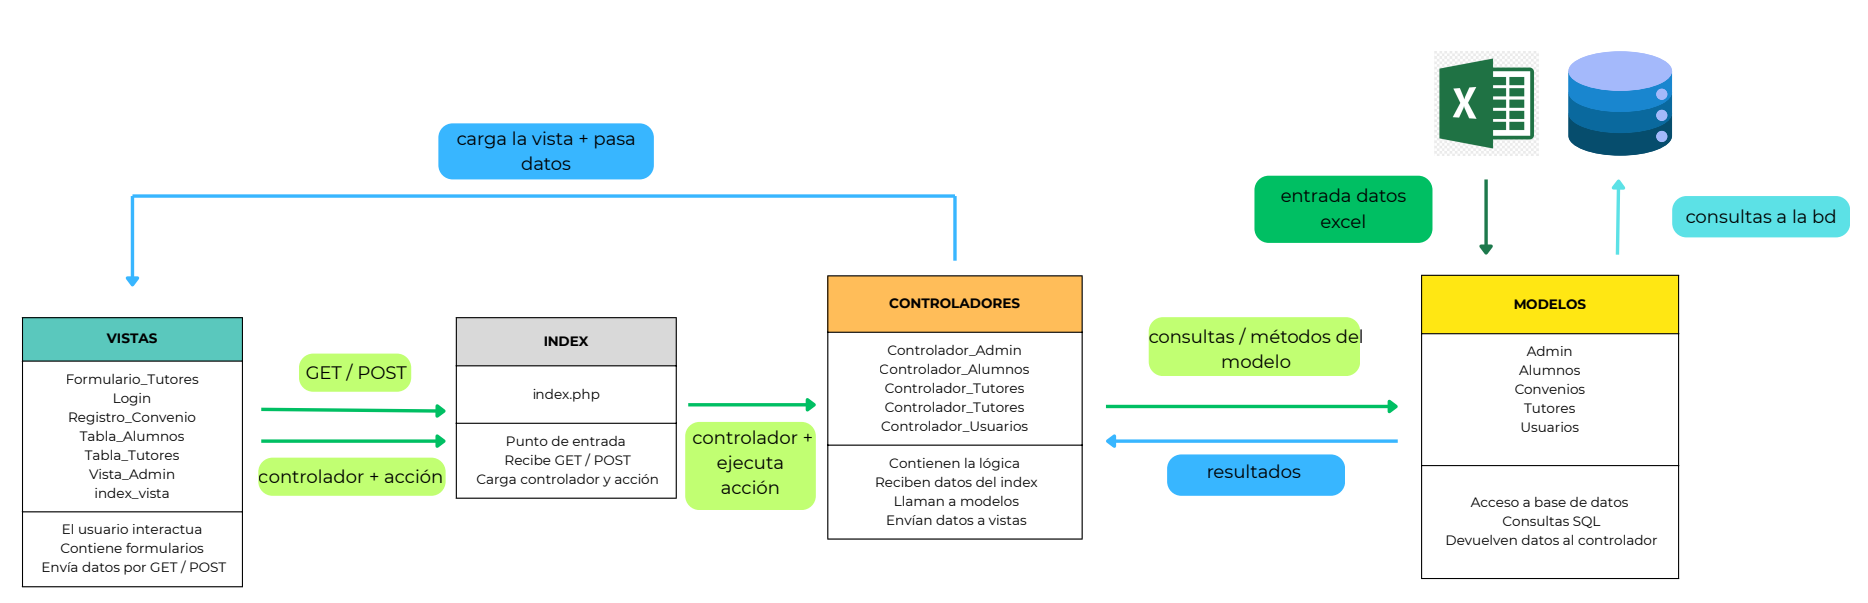 carga la vista + pasa
datos
X
entrada datos
excel
consultas a la bd
VISTAS
Formulario_Tutores
Login
Registro_Convenio
Tabla_Alumnos
Tabla_Tutores
Vista_Admin
index_vista
El usuario interactua
Contiene formularios
Envía datos por GET / POST
GET / POST
controlador + acción
INDEX
index.php
Punto de entrada
Recibe GET / POST
Carga controlador y acción
controlador +
ejecuta
acción
CONTROLADORES
Controlador_Admin
Controlador_Alumnos
Controlador_Tutores
Controlador_Tutores
Controlador_Usuarios
Contienen la lógica
Reciben datos del index
Llaman a modelos
Envían datos a vistas
consultas / métodos del
modelo
resultados
MODELOS
Admin
Alumnos
Convenios
Tutores
Usuarios
Acceso a base de datos
Consultas SQL
Devuelven datos al controlador